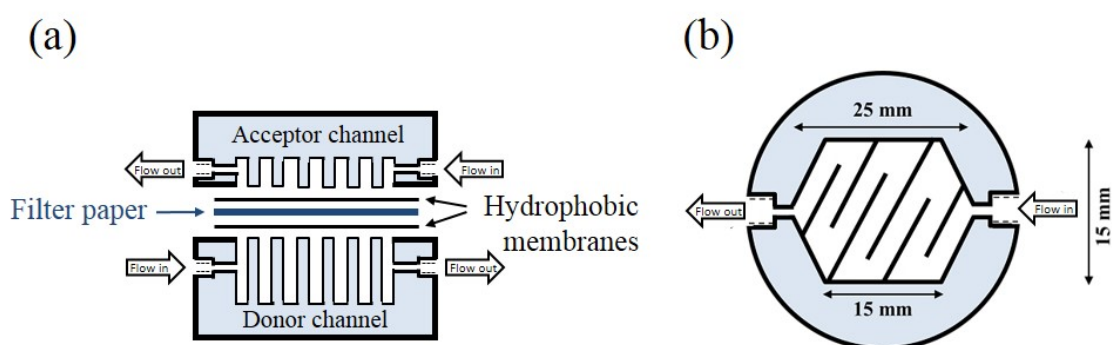 (a)
Acceptor channel
Flow out
Flow in
Filter paper
Hydrophobic
membranes
Flow in
Flow out
Donor channel
(b)
25 mm
Flow out
Flow in
15 mm
15 mm